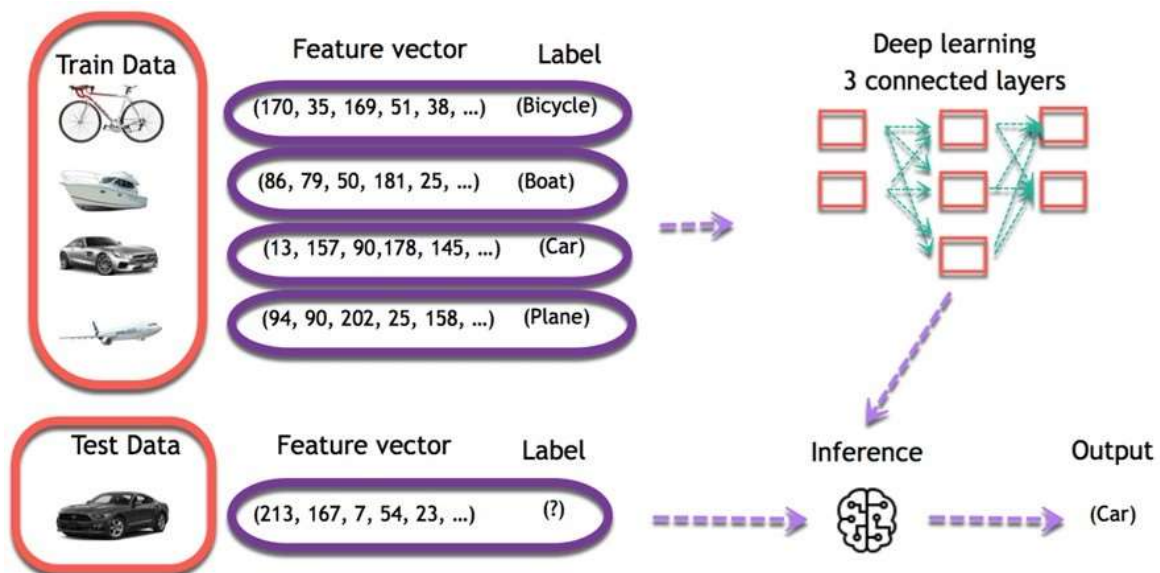 Train Data
Feature vector
Label
(170, 35, 169, 51, 38, ...)
(Bicycle)
(86, 79, 50, 181, 25, ...)
(Boat)
(13, 157, 90,178, 145, ...)
(Car)
(94, 90, 202, 25, 158, ...)
(Plane)
Deep learning
3 connected layers
Test Data
Feature vector
Label
(213, 167, 7, 54, 23, ...)
(?)
Inference
Output
(Car)